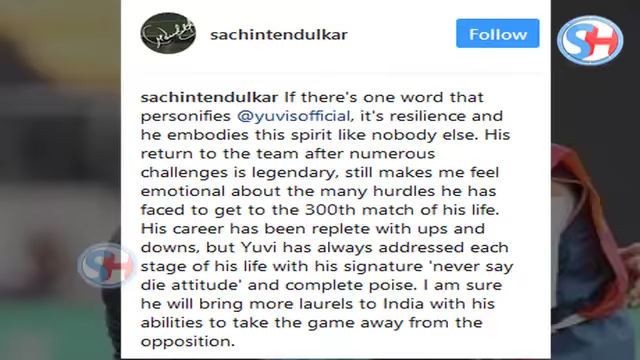 SH
sachintendulkar
Follow
sachintendulkar If there's one word that
personifies @yuvisofficial, it's resilience and
he embodies this spirit like nobody else. His
return to the team after numerous
challenges is legendary, still makes me feel
emotional about the many hurdles he has
faced to get to the 300th match of his life.
His career has been replete with ups and
downs, but Yuvi has always addressed each
stage of his life with his signature 'never say
die attitude' and complete poise. I am sure
he will bring more laurels to India with his
abilities to take the game away from the
opposition.
SH